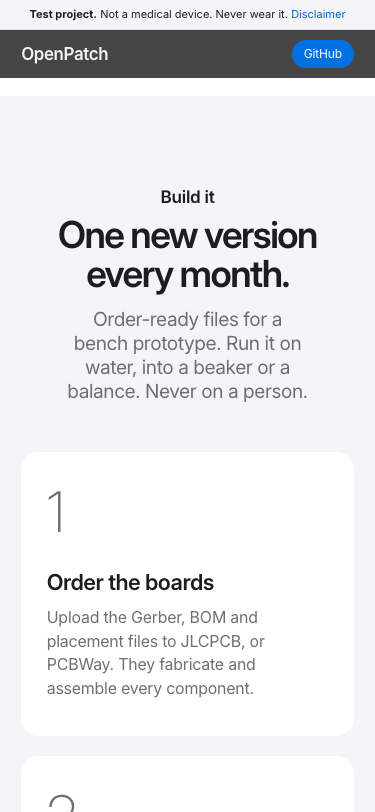 Test project. Not a medical device. Never wear it. Disclaimer
OpenPatch
GitHub
Build it
One new version
every month.
Order-ready files for a
bench prototype. Run it on
water, into a beaker or a
balance. Never on a person.
1
Order the boards
Upload the Gerber, BOM and
placement files to JLCPCB, or
PCBWay. They fabricate and
assemble every component.
2